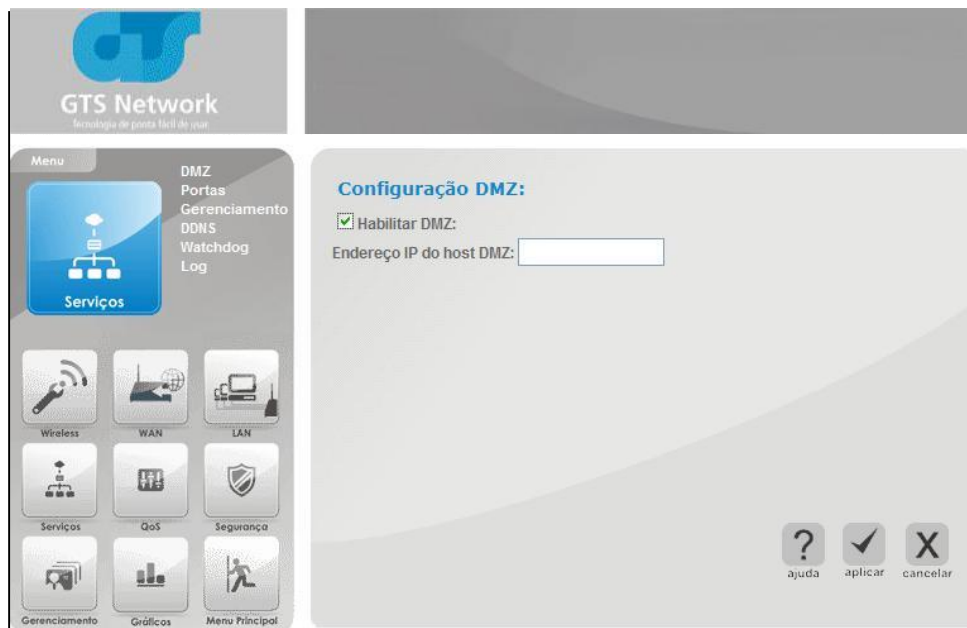 GTS Network
Tecnologia de ponta fácil de usar
Menu
DMZ
Portas
Gerenciamento
DDNS
Watchdog
Log
Serviços
Wireless
WAN
LAN
Serviços
QoS
Segurança
Gerenciamento
Gráficos
Menu Principal
Configuração DMZ:
Habilitar DMZ:
Endereço IP do host DMZ:
?
ajuda
aplicar
X
cancelar